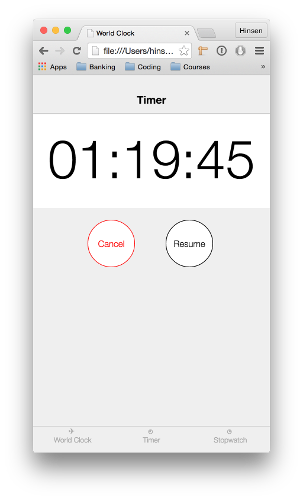 World Clock
Hinsen
file:///Users/hins...
Apps Banking Coding Courses »
Timer
01:19:45
Cancel Resume
World Clock Timer Stopwatch